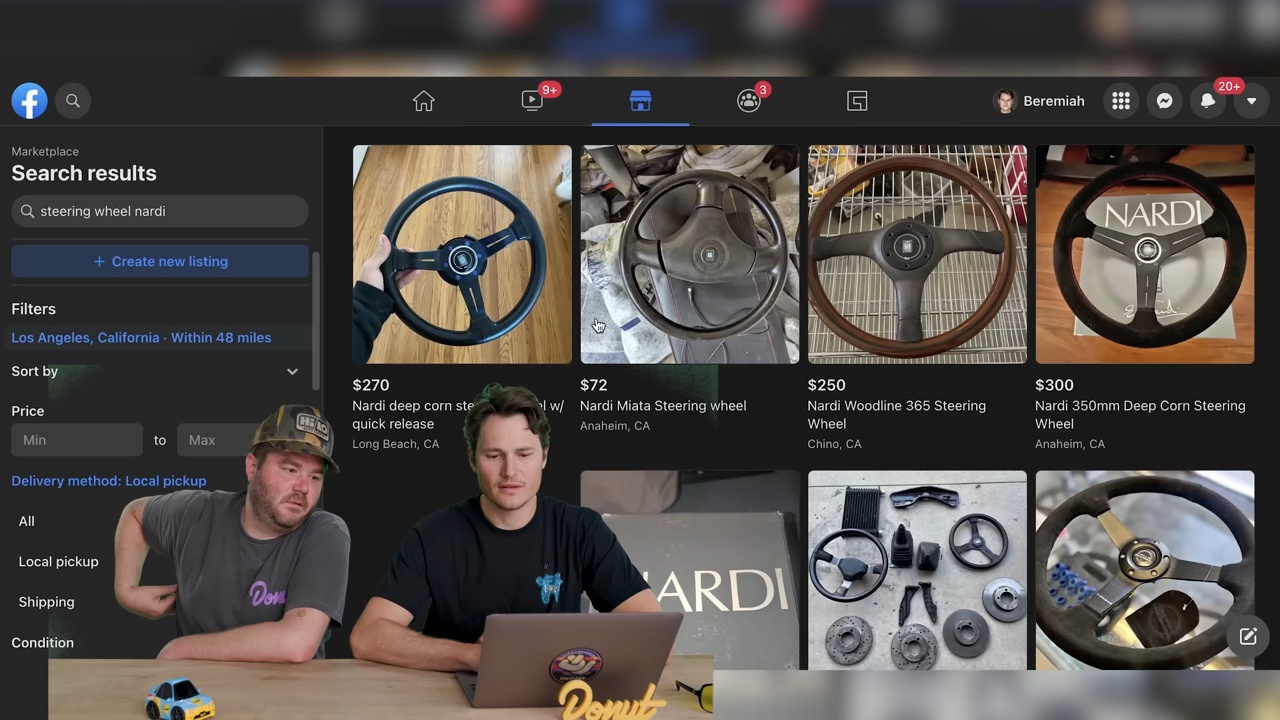 9+
3
Beremiah
20+
Marketplace
Search results
steering wheel nardi
+ Create new listing
Filters
Los Angeles, California · Within 48 miles
Sort by
Price
Min
to
Max
Delivery method: Local pickup
All
Local pickup
Shipping
Condition
$270
Nardi deep corn w/
quick release
Long Beach, CA
$72
Nardi Miata Steering wheel
Anaheim, CA
NARDI
$250
Nardi Woodline 365 Steering
Wheel
Chino, CA
NARDI
$300
Nardi 350mm Deep Corn Steering
Wheel
Anaheim, CA
HiLO
Donut